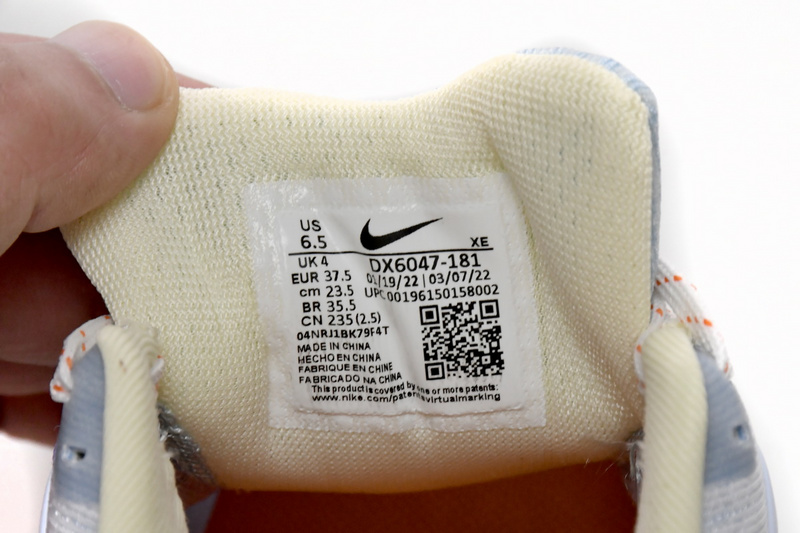 US
6.5
XE
UK 4
DX6047-181
EUR 37.5
01/19/22 | 03/07/22
cm 23.5
UPC 00196150158002
BR 35.5
CN 235 (2.5)
04NRJ1BK79F4T
MADE IN CHINA
HECHO EN CHINA
FABRIQUE EN CHINE
FABRICADO NA CHINA
This product is covered by one or more patents:
www.nike.com/patentsvirtualmarking